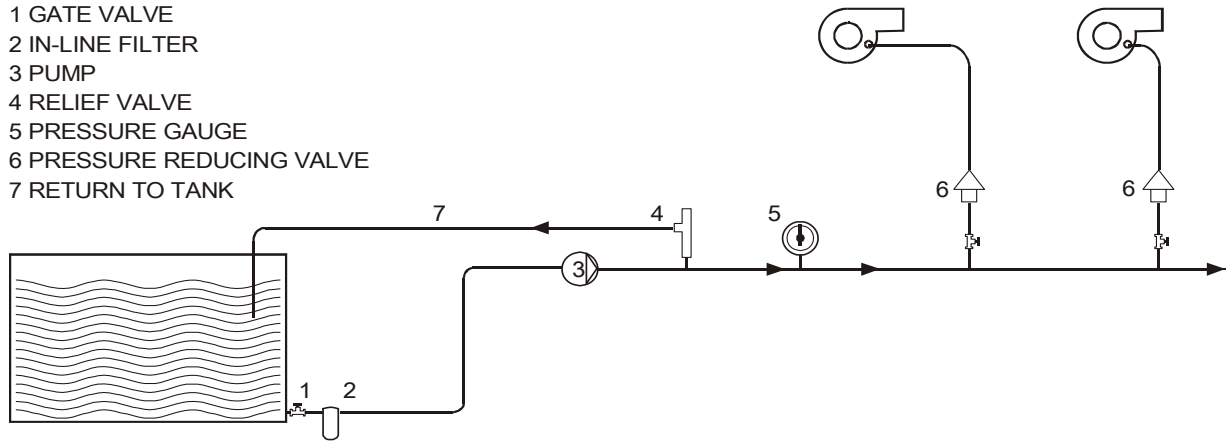 1 GATE VALVE
2 IN-LINE FILTER
3 PUMP
4 RELIEF VALVE
5 PRESSURE GAUGE
6 PRESSURE REDUCING VALVE
7 RETURN TO TANK
6
6
7
4
5
3
1
2